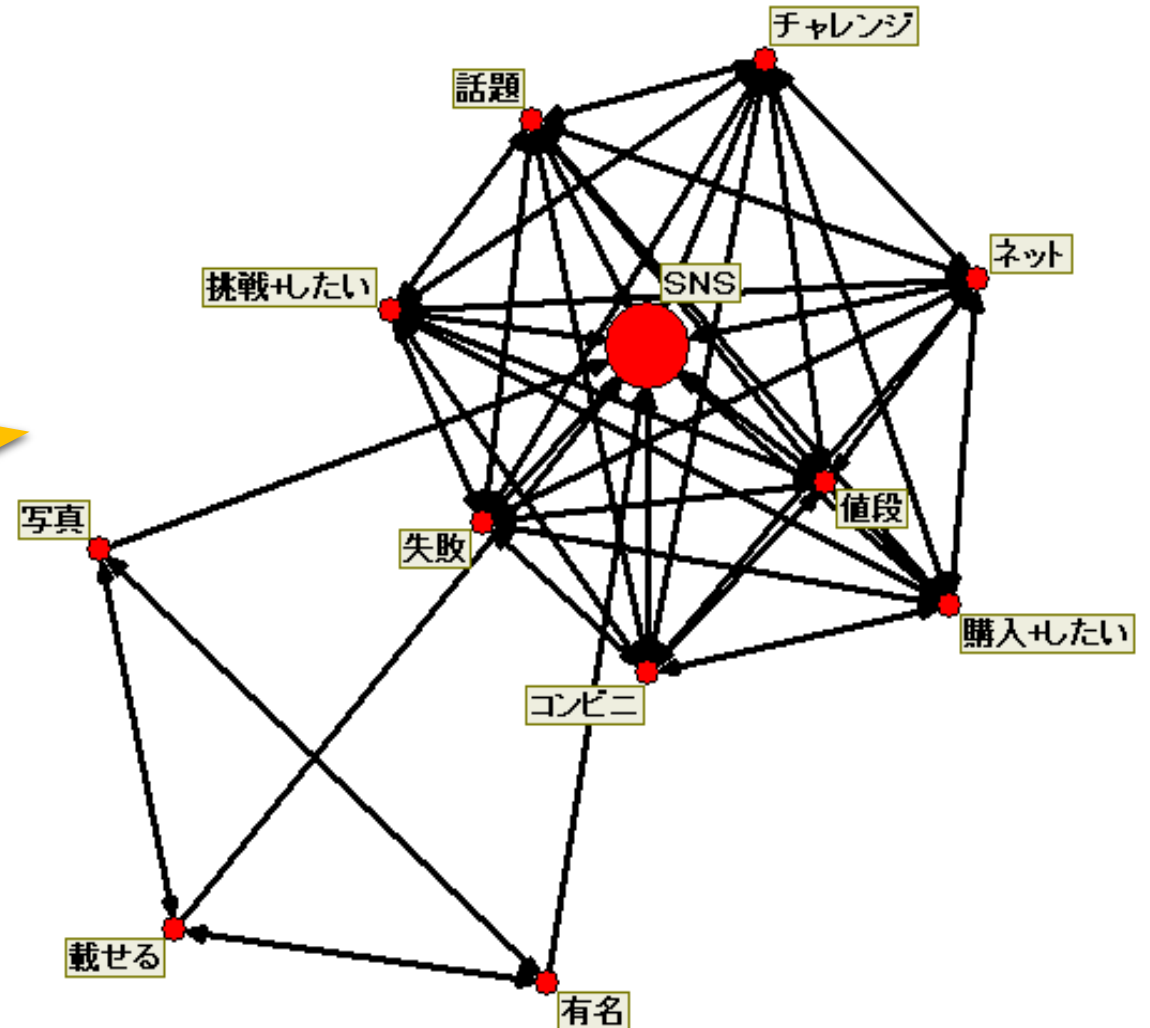 チャレンジ
話題
ネット
挑戦+したい
SNS
値段
写真
失敗
購入+したい
コンビニ
載せる
有名